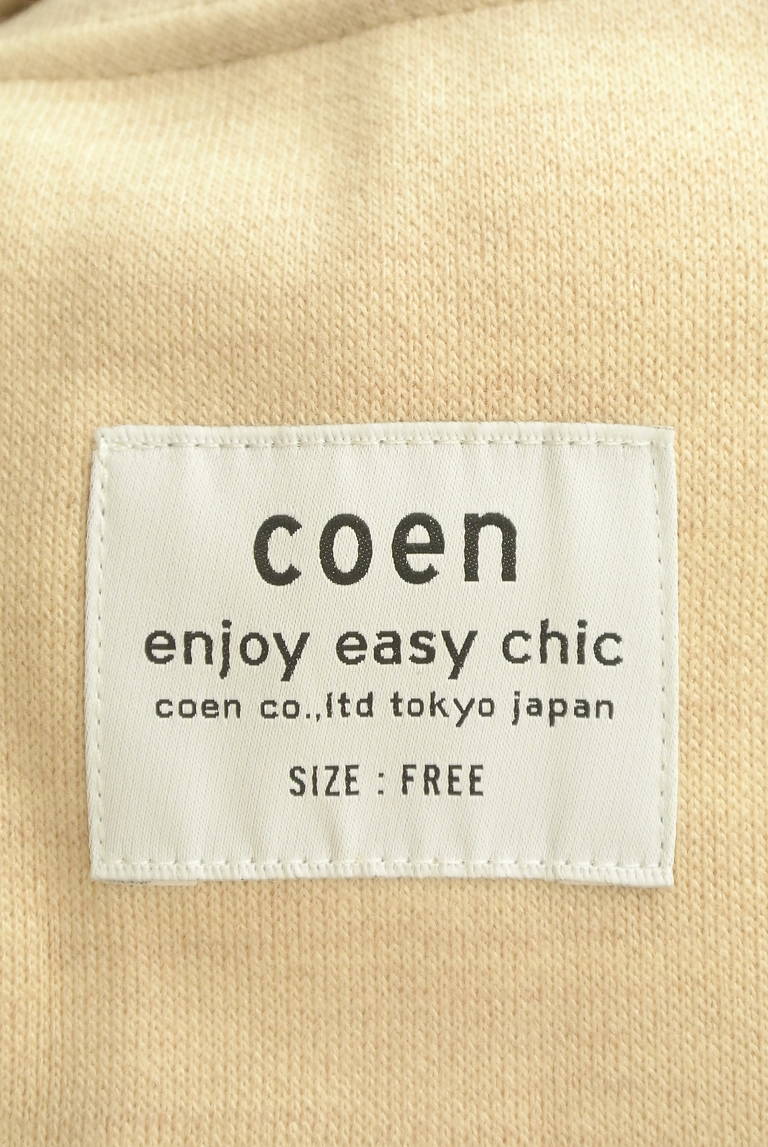 coen
enjoy easy chic
coen co.,ltd tokyo japan
SIZE : FREE